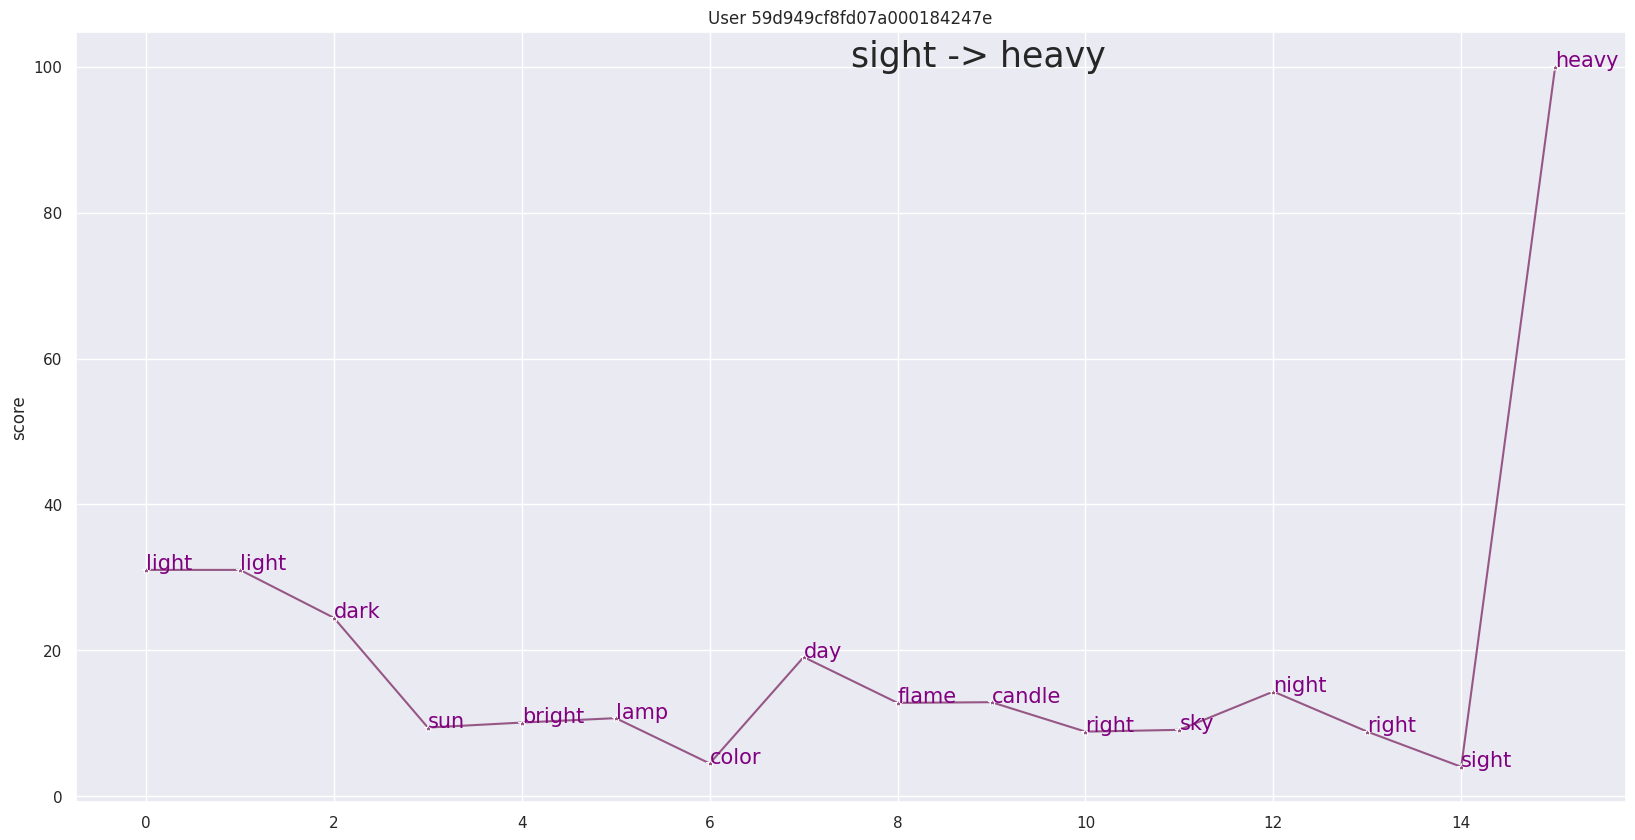 User 59d949cf8fd07a000184247e
sight -> heavy
score
100
80
60
40
20
0
heavy
light
light
dark
sun
bright
lamp
color
day
flame
candle
right
sky
night
right
sight
0
2
4
6
8
10
12
14